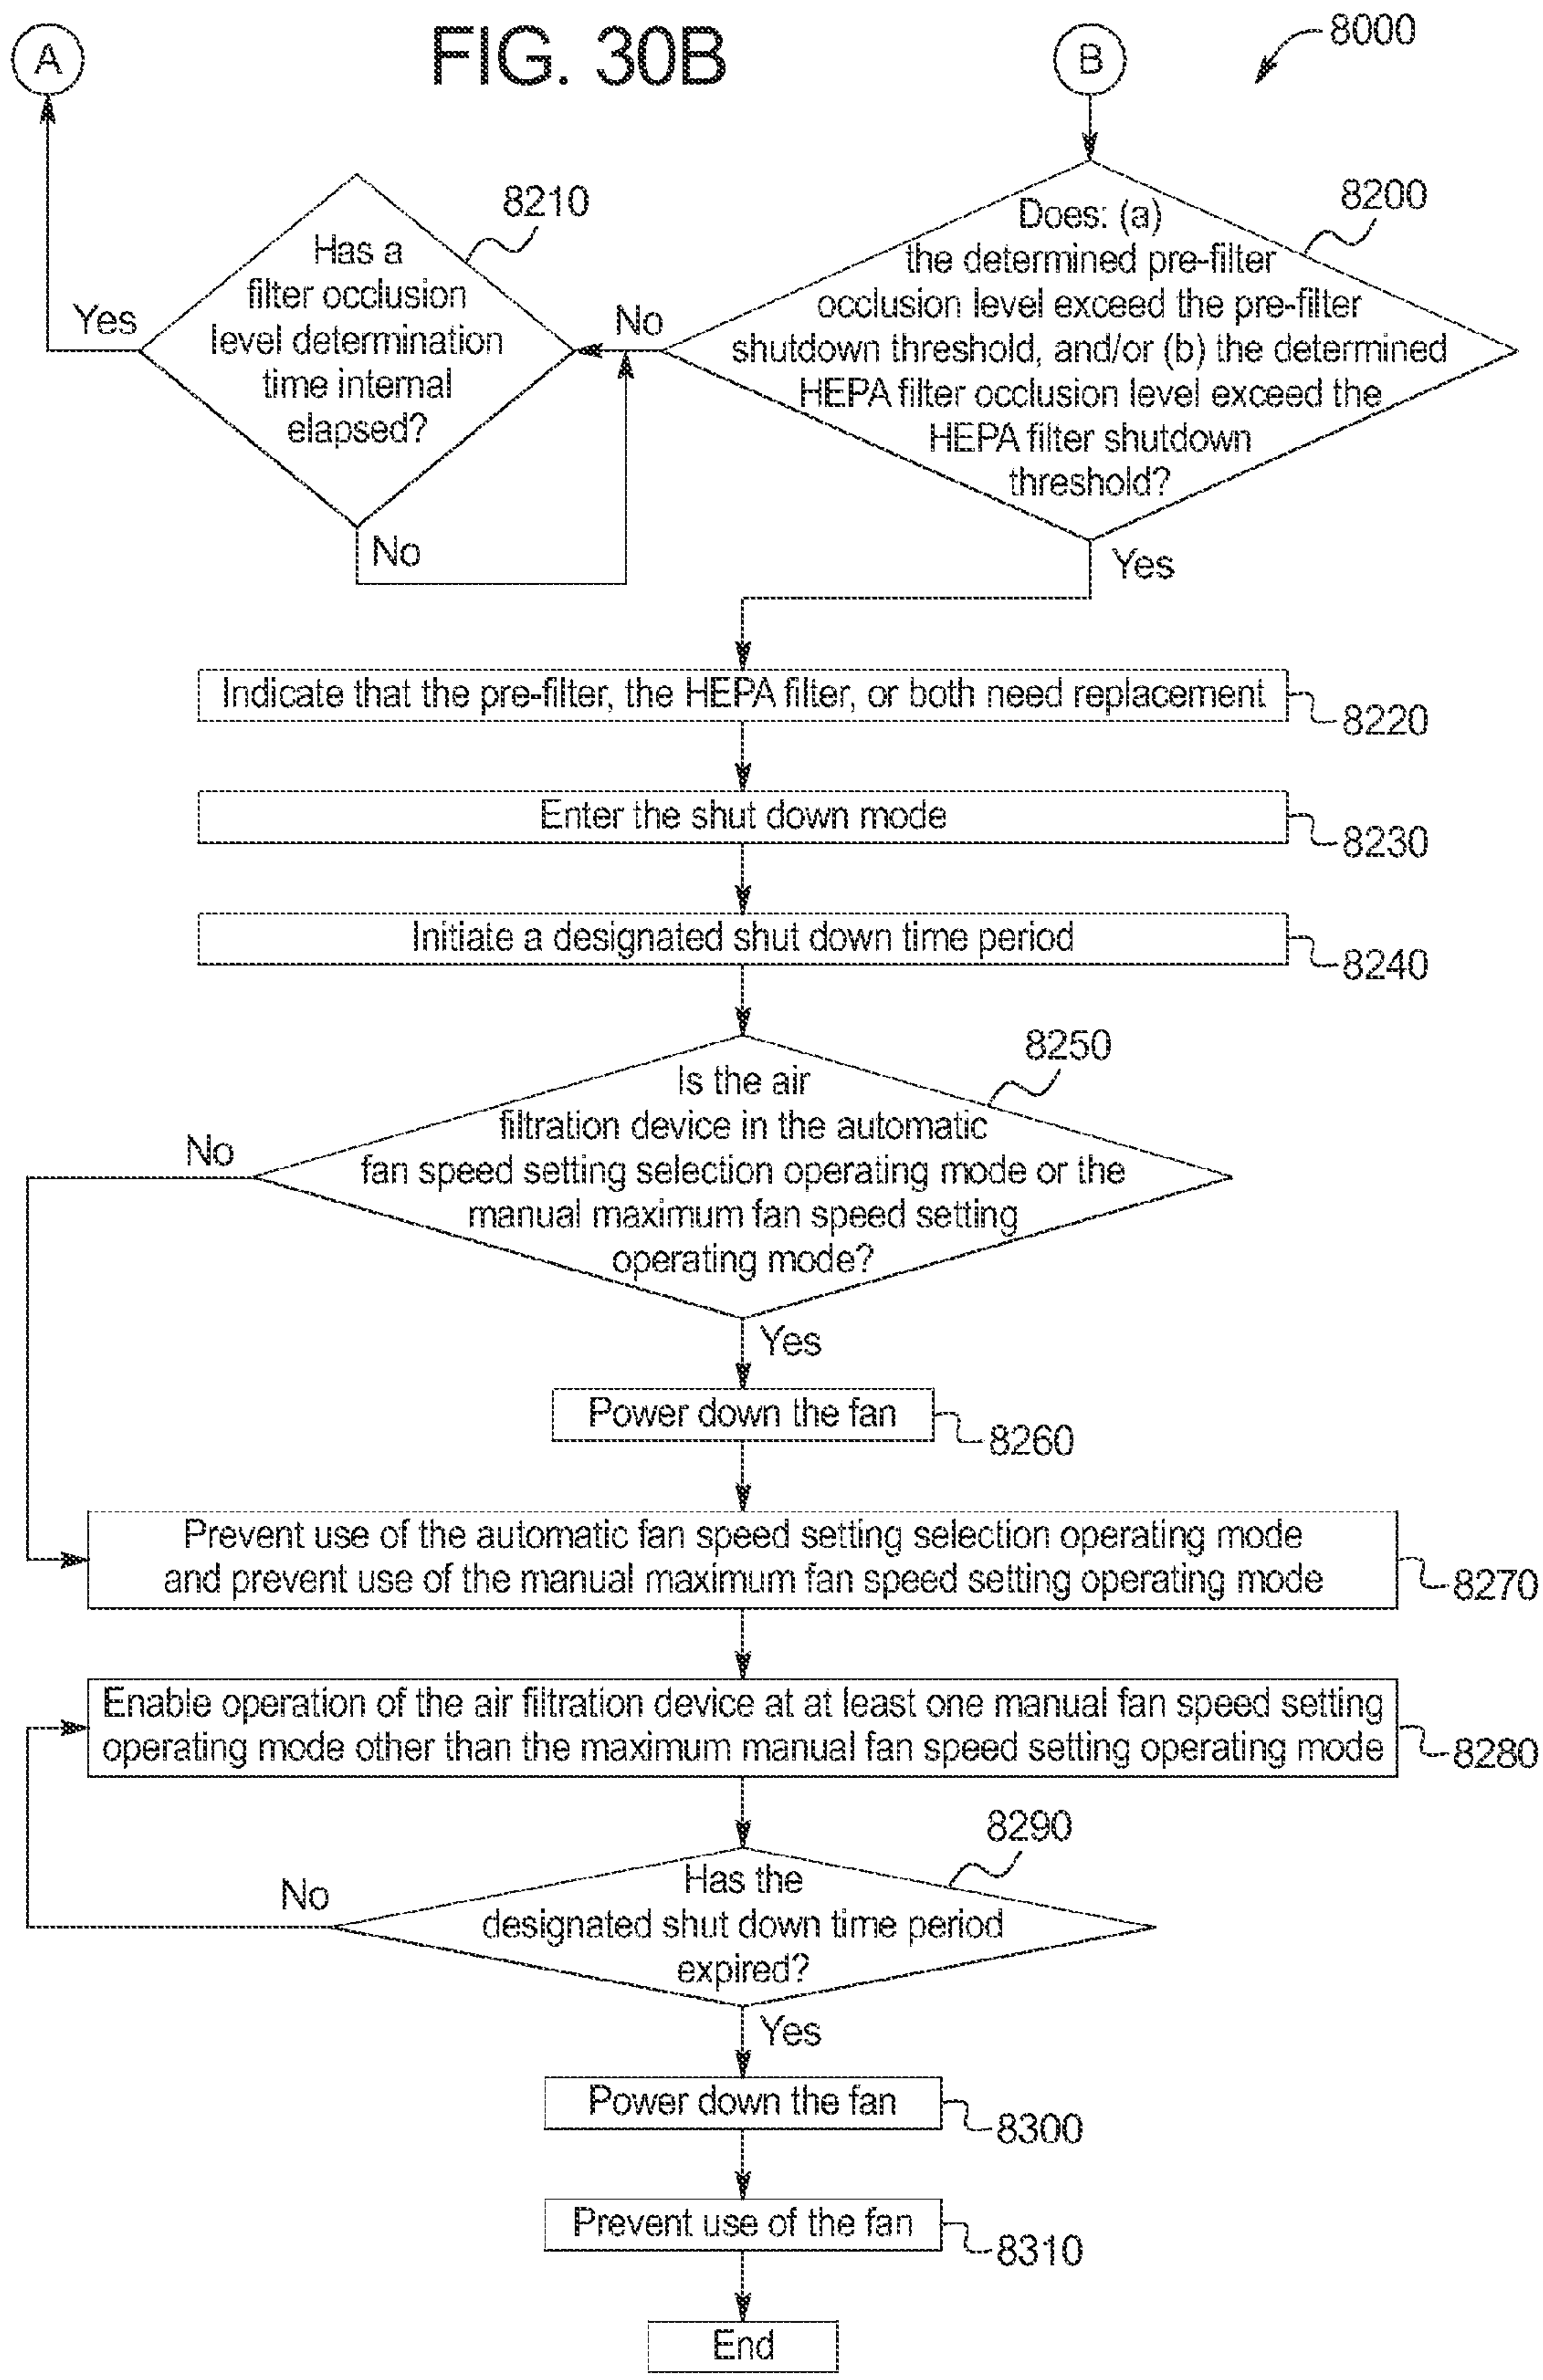 A
FIG. 30B
B
8000
8210
Has a
filter occlusion
level determination
time internal
elapsed?
Yes
No
8200
Does: (a)
the determined pre-filter
occlusion level exceed the pre-filter
shutdown threshold, and/or (b) the determined
HEPA filter occlusion level exceed the
HEPA filter shutdown
threshold?
No
Yes
Indicate that the pre-filter, the HEPA filter, or both need replacement
8220
Enter the shut down mode
8230
Initiate a designated shut down time period
8240
8250
Is the air
filtration device in the automatic
fan speed setting selection operating mode or the
manual maximum fan speed setting
operating mode?
No
Yes
Power down the fan
8260
Prevent use of the automatic fan speed setting selection operating mode
and prevent use of the manual maximum fan speed setting operating mode
8270
Enable operation of the air filtration device at at least one manual fan speed setting
operating mode other than the maximum manual fan speed setting operating mode
8280
8290
Has the
designated shut down time period
expired?
No
Yes
Power down the fan
8300
Prevent use of the fan
8310
End